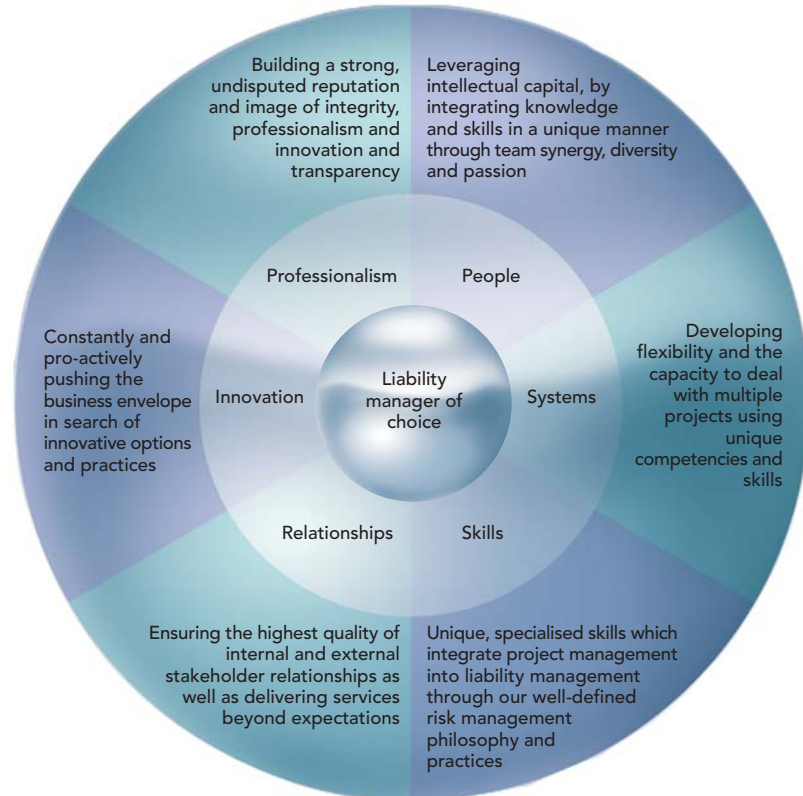 Building a strong,
undisputed reputation
and image of integrity,
professionalism and
innovation and
transparency
Leveraging
intellectual capital, by
integrating knowledge
and skills in a unique manner
through team synergy, diversity
and passion
Professionalism
People
Constantly and
pro-actively
pushing the
business envelope
in search of
innovative options
and practices
Innovation
Liability
manager of
choice
Systems
Developing
flexibility and the
capacity to deal
with multiple
projects using
unique
competencies and
skills
Relationships
Skills
Ensuring the highest quality of
internal and external
stakeholder relationships as
well as delivering services
beyond expectations
Unique, specialised skills which
integrate project management
into liability management
through our well-defined
risk management
philosophy and
practices